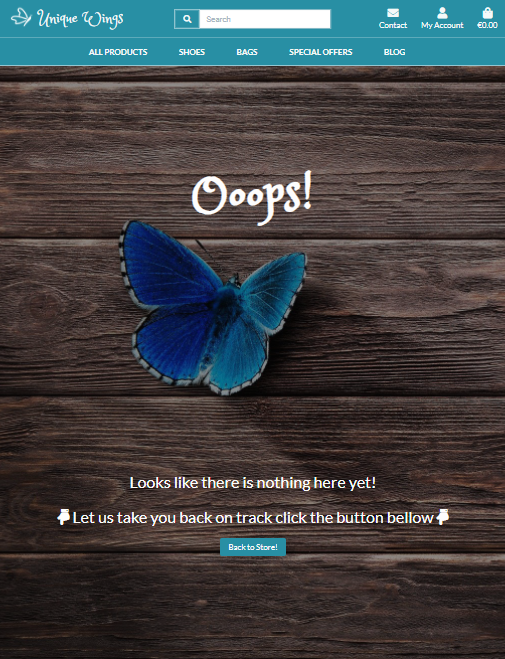 Unique Wings
Search
Contact
My Account
€0.00
ALL PRODUCTS SHOES BAGS SPECIAL OFFERS BLOG
Ooops!
Looks like there is nothing here yet!
Let us take you back on track click the button bellow
Back to Store!